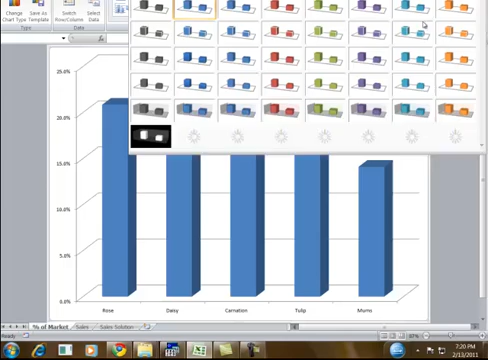 Change
Chart Type
Save As
Template
Type
Switch
Row/Column
Select
Data
Data
fx
25.0%
20.0%
15.0%
10.0%
5.0%
0.0%
Rose
Daisy
Carnation
Tulip
Mums
% of Market
Sales
Sales Solution
Ready
87%
7:20 PM
2/13/2011